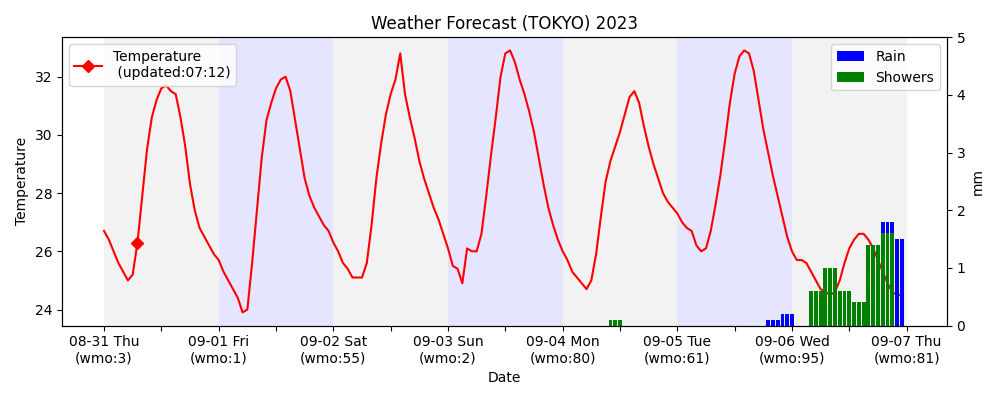 Weather Forecast (TOKYO) 2023
Temperature
(updated:07:12)
Rain
Showers
Temperature
32
30
28
26
24
5
4
3
2
1
0
mm
08-31 Thu
(wmo:3)
09-01 Fri
(wmo:1)
09-02 Sat
(wmo:55)
09-03 Sun
(wmo:2)
09-04 Mon
(wmo:80)
09-05 Tue
(wmo:61)
09-06 Wed
(wmo:95)
09-07 Thu
(wmo:81)
Date